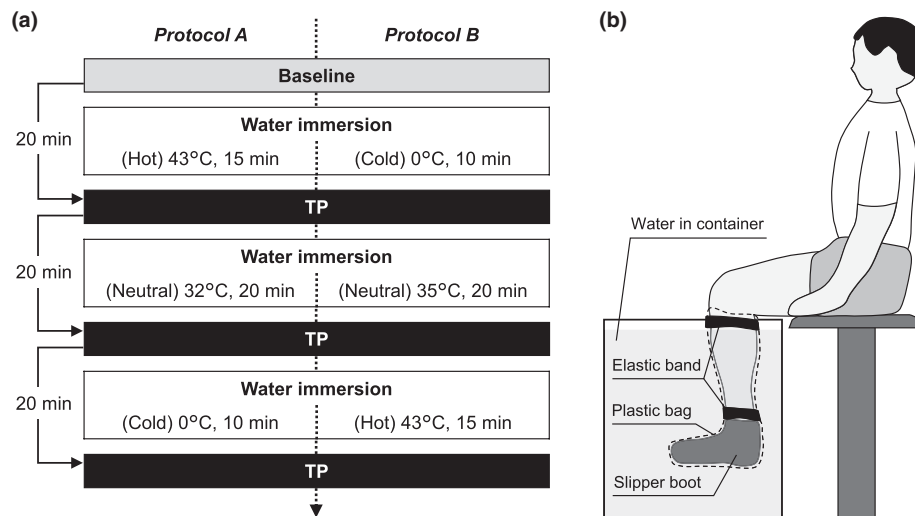 (a)
Protocol A Protocol B
Baseline
20 min
Water immersion
(Hot) 43°C, 15 min (Cold) 0°C, 10 min
TP
20 min
Water immersion
(Neutral) 32°C, 20 min (Neutral) 35°C, 20 min
TP
20 min
Water immersion
(Cold) 0°C, 10 min (Hot) 43°C, 15 min
TP
(b)
Water in container
Elastic band
Plastic bag
Slipper boot